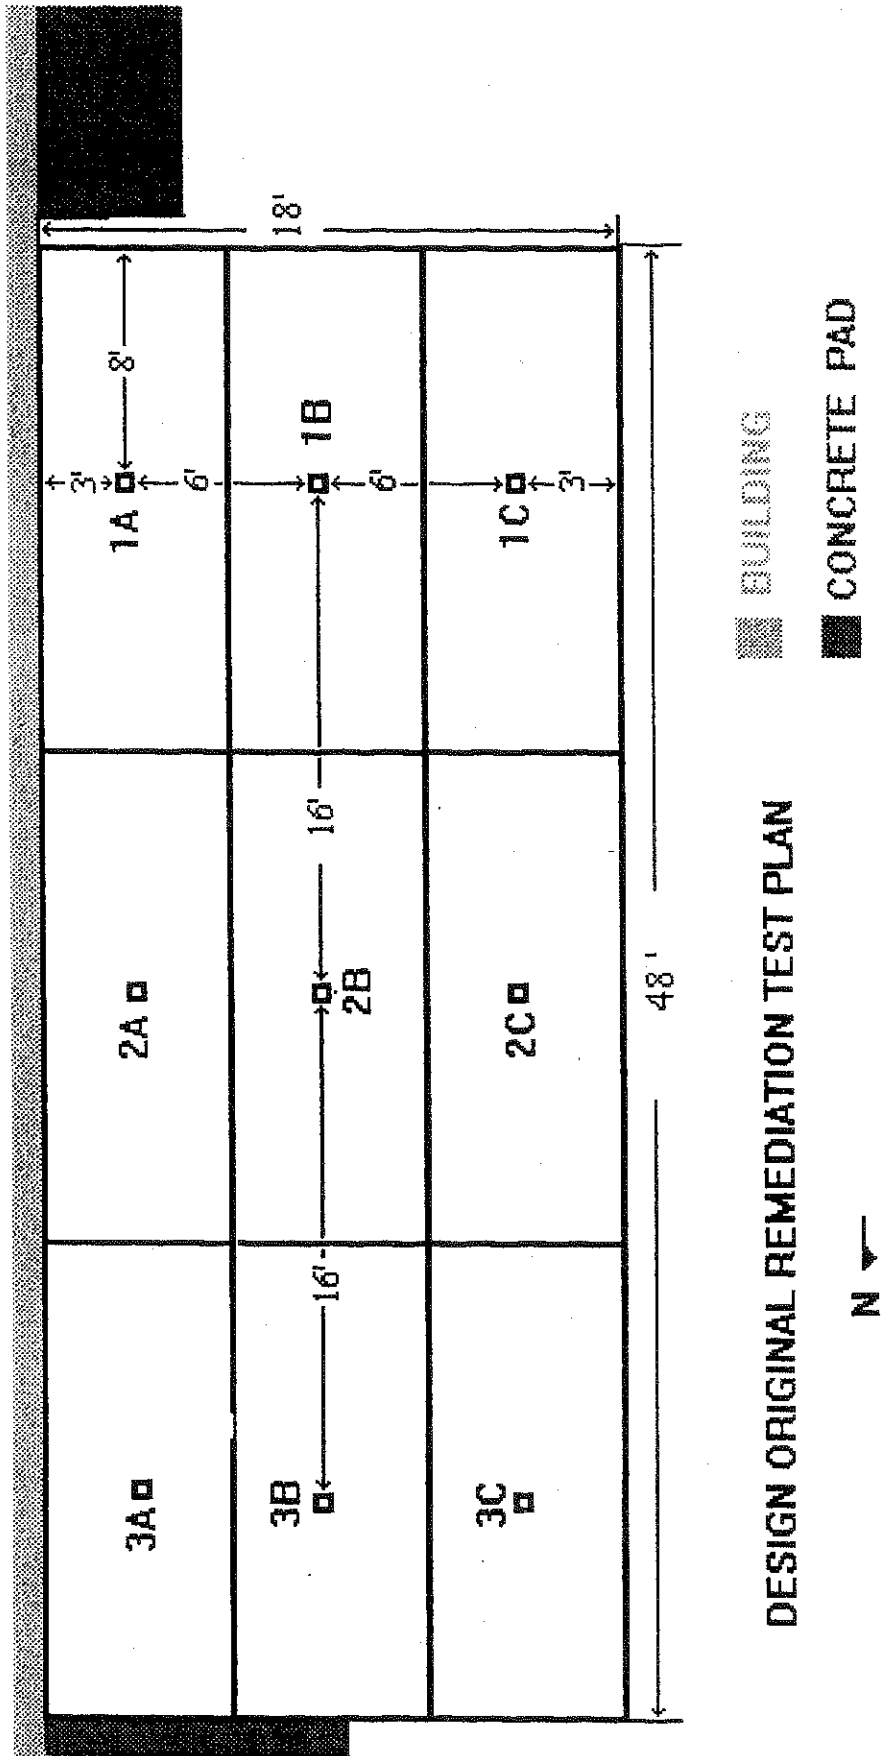 3A
2A
1A
3'
8'
6'
18'
3B
16'
2B
16'
1B
6'
3C
2C
1C
3'
48'
DESIGN ORIGINAL REMEDIATION TEST PLAN
BUILDING
CONCRETE PAD
N